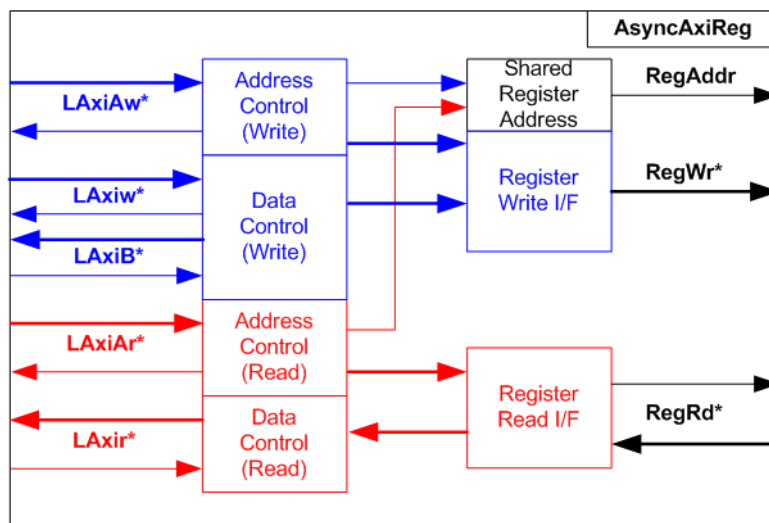 AsyncAxiReg
LAxiAw*
Address
Control
(Write)
Shared
Register
Address
RegAddr
LAxiw*
LAxiB*
Data
Control
(Write)
Register
Write I/F
RegWr*
LAxiAr*
Address
Control
(Read)
LAxir*
Data
Control
(Read)
Register
Read I/F
RegRd*